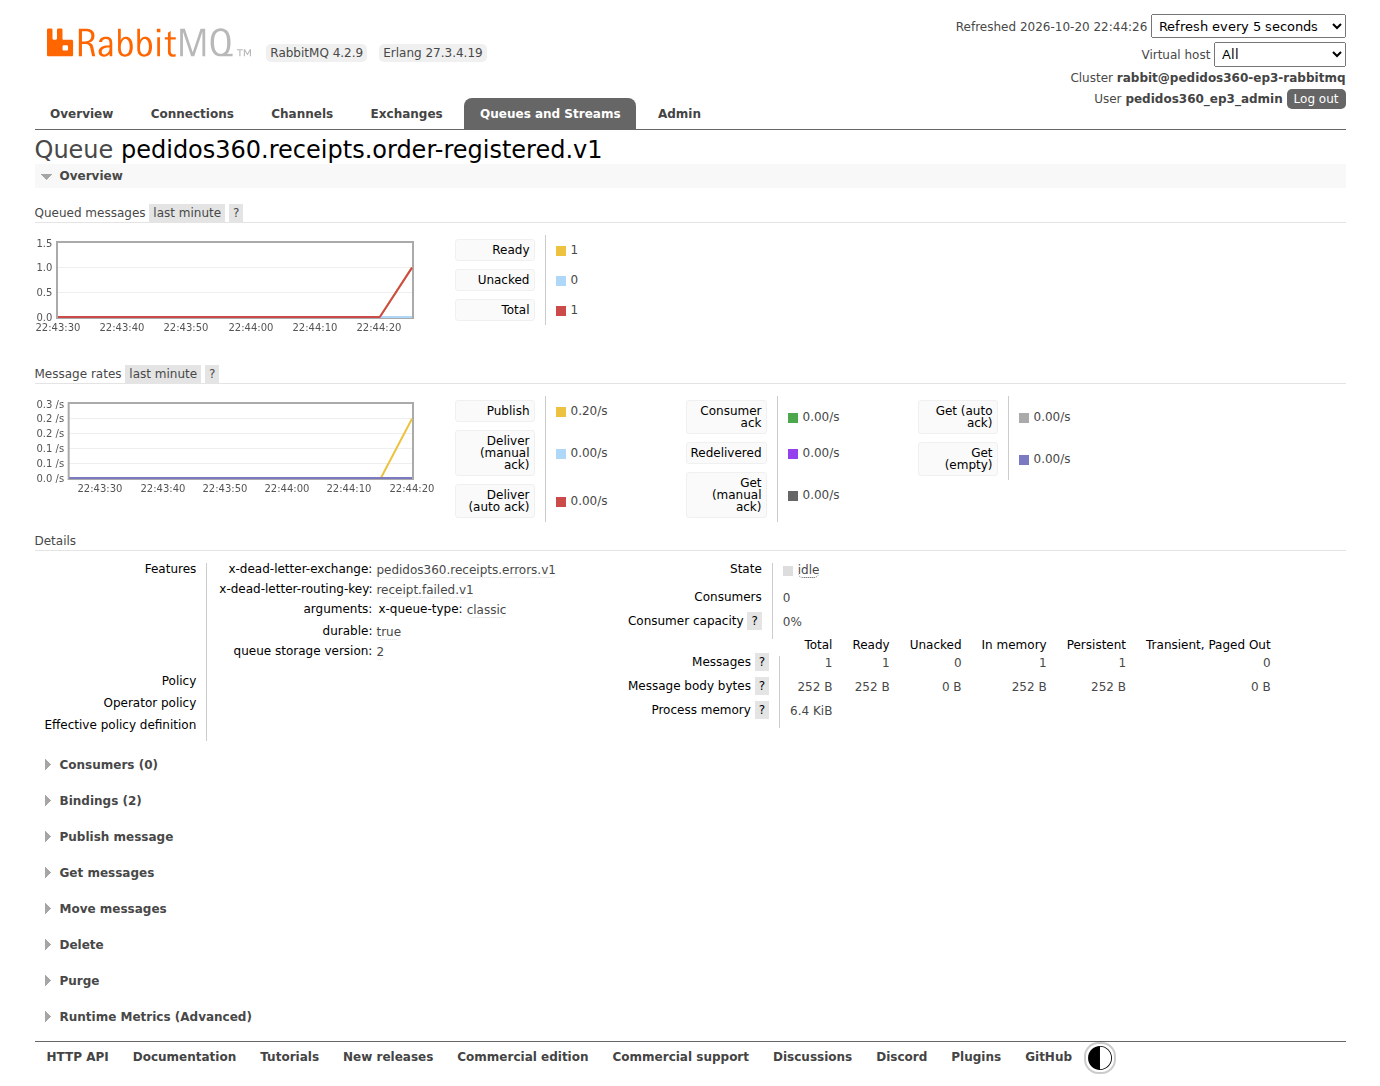 RabbitMQ TM
RabbitMQ 4.2.9 Erlang 27.3.4.19
Refreshed 2026-10-20 22:44:26 Refresh every 5 seconds
Virtual host All
Cluster rabbit@pedidos360-ep3-rabbitmq
User pedidos360_ep3_admin Log out
Overview Connections Channels Exchanges Queues and Streams Admin
Queue pedidos360.receipts.order-registered.v1
Overview
Queued messages last minute ?
1.5
1.0
0.5
0.0
22:43:30 22:43:40 22:43:50 22:44:00 22:44:10 22:44:20
Ready 1
Unacked 0
Total 1
Message rates last minute ?
0.3 /s
0.2 /s
0.2 /s
0.1 /s
0.1 /s
0.0 /s
22:43:30 22:43:40 22:43:50 22:44:00 22:44:10 22:44:20
Publish 0.20/s
Deliver (manual ack) 0.00/s
Deliver (auto ack) 0.00/s
Consumer ack 0.00/s
Redelivered 0.00/s
Get (manual ack) 0.00/s
Get (auto ack) 0.00/s
Get (empty) 0.00/s
Details
Features
x-dead-letter-exchange: pedidos360.receipts.errors.v1
x-dead-letter-routing-key: receipt.failed.v1
arguments: x-queue-type: classic
durable: true
queue storage version: 2
Policy
Operator policy
Effective policy definition
State idle
Consumers 0
Consumer capacity ? 0%
Total Ready Unacked In memory Persistent Transient, Paged Out
Messages ? 1 1 0 1 1 0
Message body bytes ? 252 B 252 B 0 B 252 B 252 B 0 B
Process memory ? 6.4 KiB
Consumers (0)
Bindings (2)
Publish message
Get messages
Move messages
Delete
Purge
Runtime Metrics (Advanced)
HTTP API Documentation Tutorials New releases Commercial edition Commercial support Discussions Discord Plugins GitHub